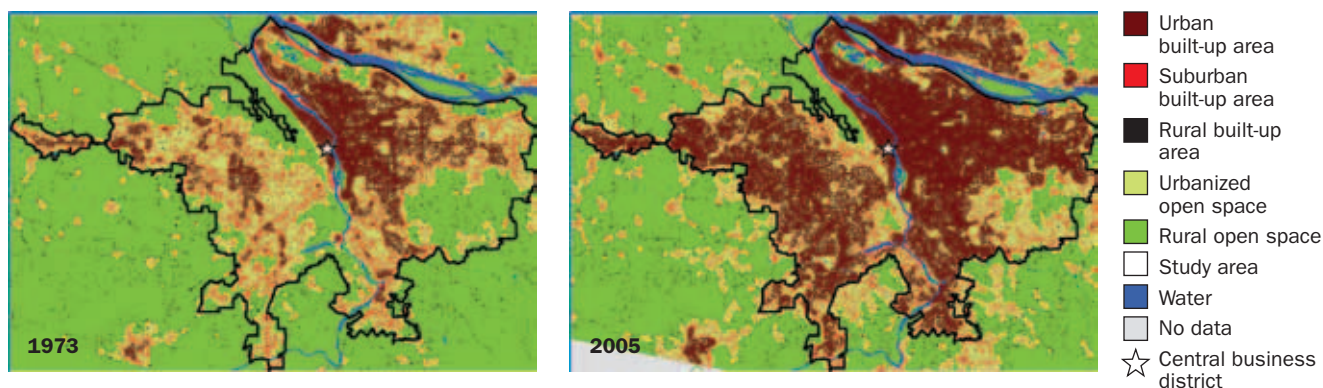 1973
2005
Urban
built-up area
Suburban
built-up area
Rural built-up
area
Urbanized
open space
Rural open space
Study area
Water
No data
Central business
district